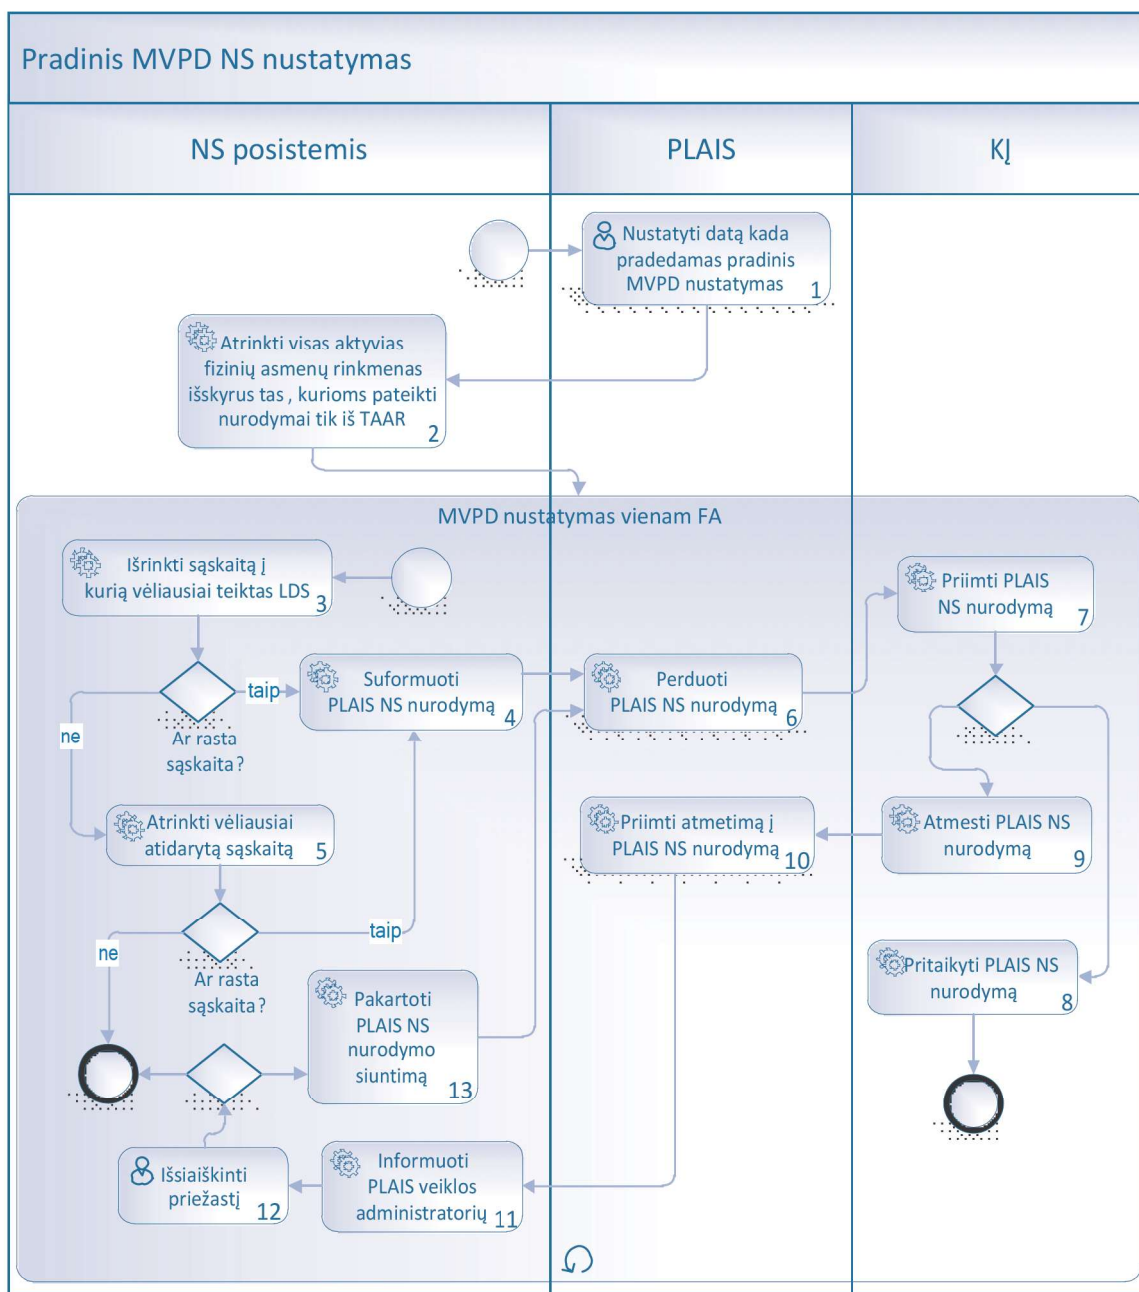 Pradinis MVPD NS nustatymas
NS posistemis
PLAIS
KĮ
Nustatyti datą kada
pradedamas pradinis
MVPD nustatymas
1
Atrinkti visas aktyvias
fizinių asmenų rinkmenas
išskyrus tas , kurioms pateikti
nurodymai tik iš TAAR
2
MVPD nustatymas vienam FA
Išrinkti sąskaitą į
kurią vėliausiai teiktas LDS
3
Priimti PLAIS
NS nurodymą
7
taip
Suformuoti
PLAIS NS nurodymą
4
Perduoti
PLAIS NS nurodymą
6
ne
Ar rasta
sąskaita?
Atrinkti vėliausiai
atidarytą sąskaitą
5
Priimti atmetimą į
PLAIS NS nurodymą
10
Atmesti PLAIS NS
nurodymą
9
taip
ne
Ar rasta
sąskaita?
Pritaikyti PLAIS NS
nurodymą
8
Pakartoti
PLAIS NS
nurodymo
siuntimą
13
Išsiaiškinti
priežastį
12
Informuoti
PLAIS veiklos
administratorių
11